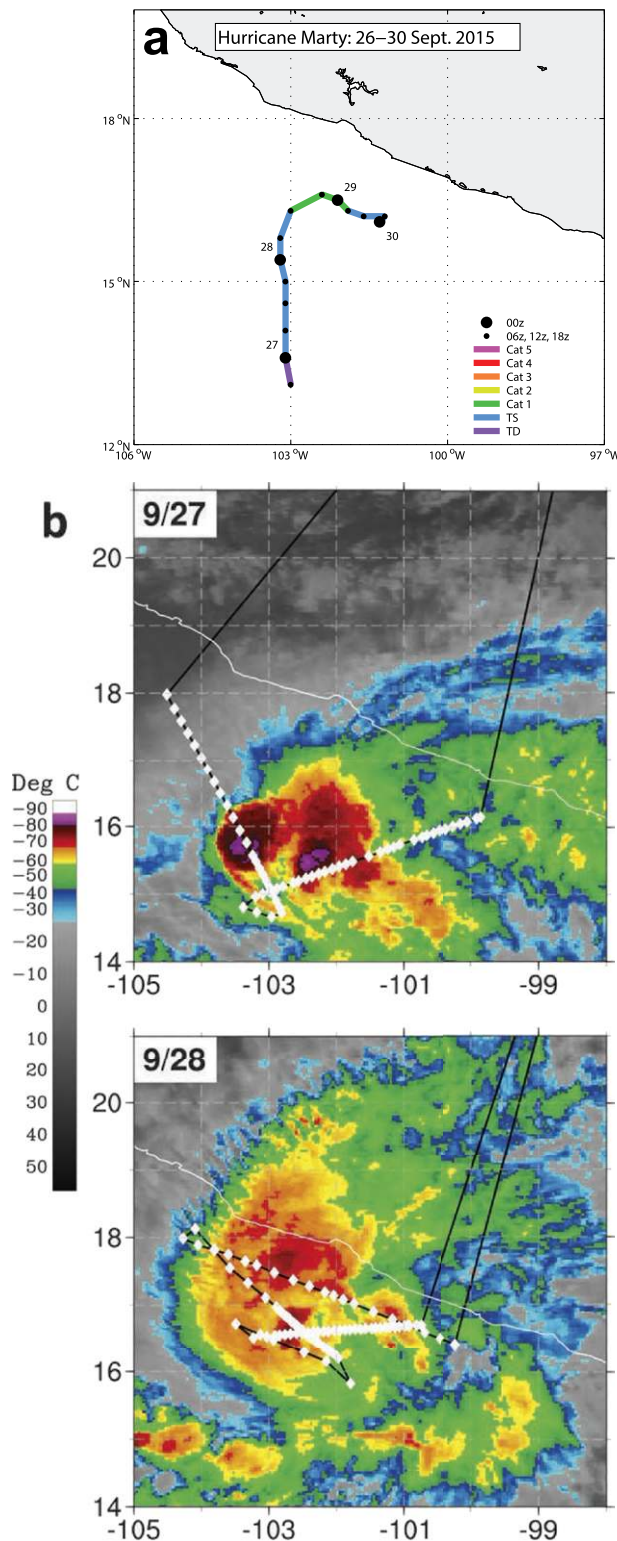 a
Hurricane Marty: 26–30 Sept. 2015
18 °N
29
30
28
15 °N
27
00z
06z, 12z, 18z
Cat 5
Cat 4
Cat 3
Cat 2
Cat 1
TS
TD
12 °N
106 °W
103 °W
100 °W
97 °W
b
9/27
20
18
16
14
-105
-103
-101
-99
Deg C
-90
-80
-70
-60
-50
-40
-30
-20
-10
0
10
20
30
40
50
9/28
20
18
16
14
-105
-103
-101
-99